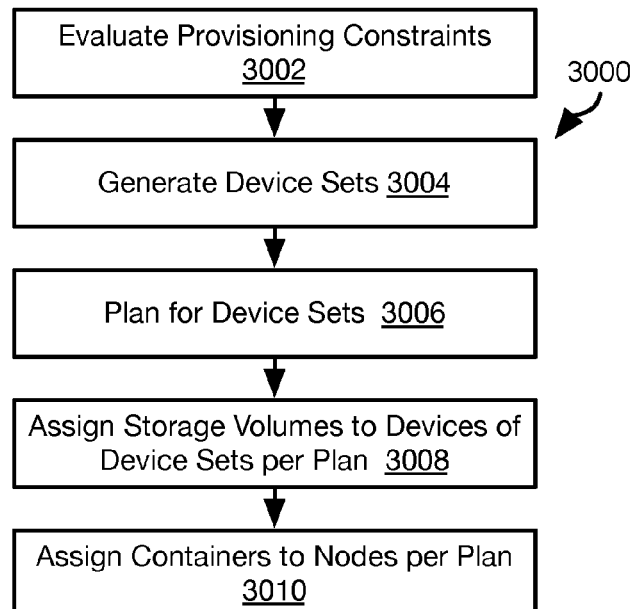 Evaluate Provisioning Constraints
3002
3000
Generate Device Sets 3004
Plan for Device Sets 3006
Assign Storage Volumes to Devices of
Device Sets per Plan 3008
Assign Containers to Nodes per Plan
3010